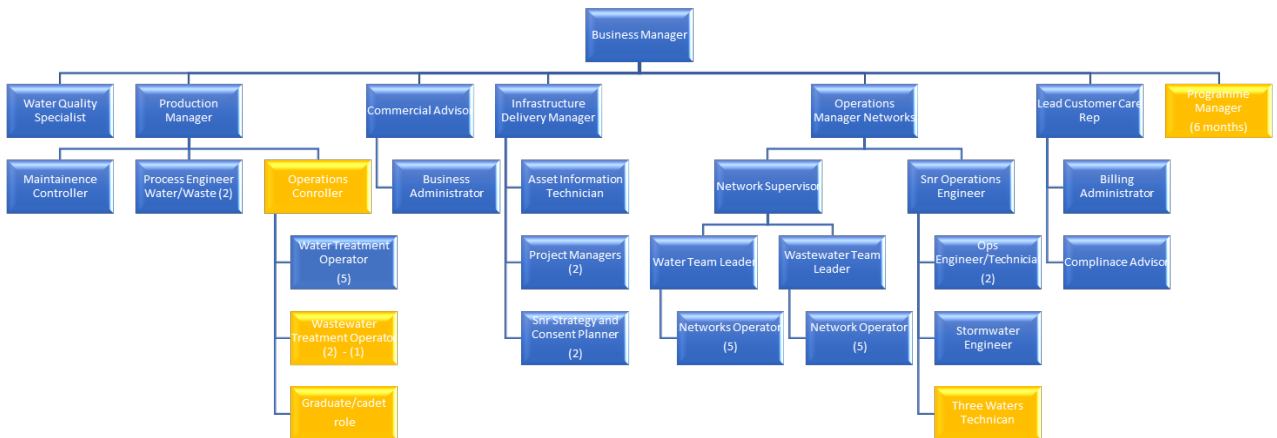 Business Manager
Water Quality
Specialist
Production
Manager
Commercial Advisor
Infrastructure
Delivery Manager
Operations
Manager Networks
Lead Customer Care
Rep
Programme
Manager
(6 months)
Maintainence
Controller
Process Engineer
Water/Waste (2)
Operations
Conroller
Business
Administrator
Asset Information
Technician
Network Supervisor
Snr Operations
Engineer
Billing
Administrator
Water Treatment
Operator
(5)
Project Managers
(2)
Water Team Leader
Wastewater Team
Leader
Ops
Engineer/Technicia
(2)
Complinace Advisor
Wastewater
Treatment Operator
(2) - (1)
Snr Strategy and
Consent Planner
(2)
Networks Operator
(5)
Network Operator
(5)
Stormwater
Engineer
Graduate/cadet
role
Three Waters
Technican